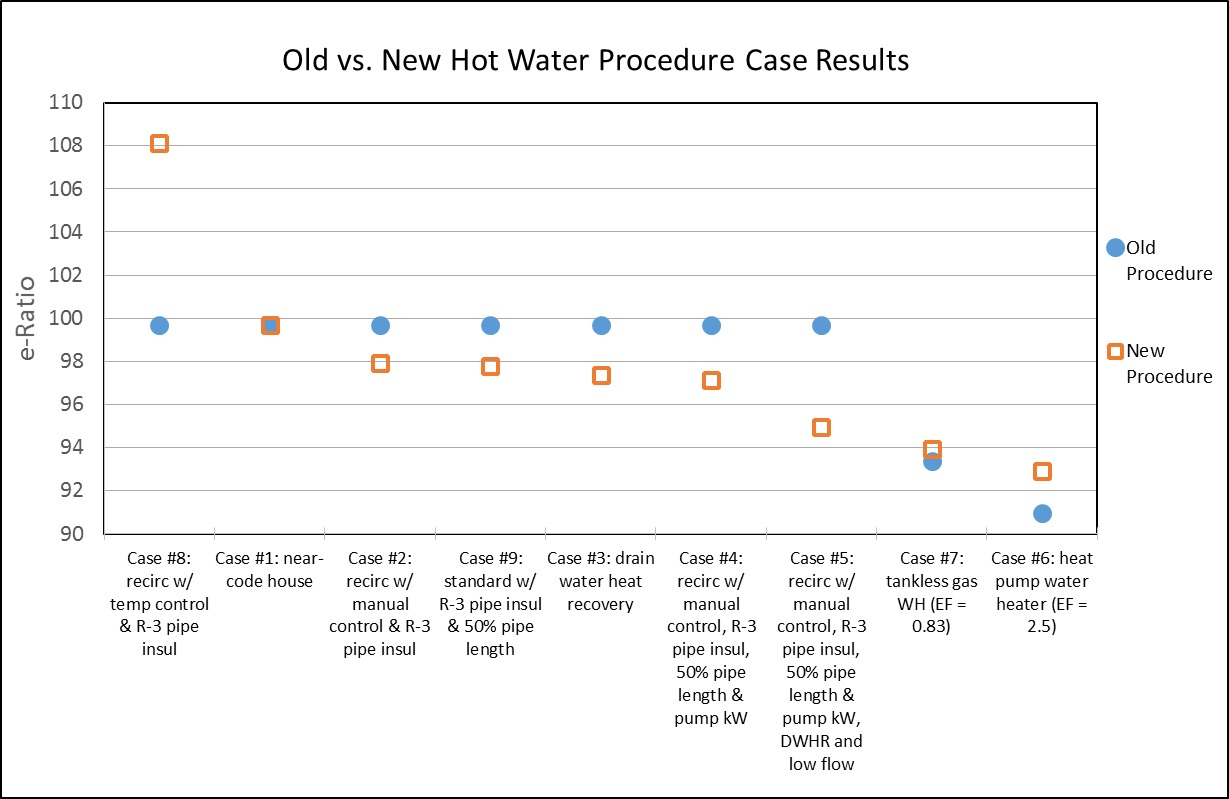 Old vs. New Hot Water Procedure Case Results
110
108
106
104
102
100
98
96
94
92
90
e-Ratio
Old
Procedure
New
Procedure
Case #8:
recirc w/
temp control
& R-3 pipe
insul
Case #1: near-
code house
Case #2:
recirc w/
manual
control & R-3
pipe insul
Case #9:
standard w/
R-3 pipe insul
& 50% pipe
length
Case #3: drain
water heat
recovery
Case #4:
recirc w/
manual
control, R-3
pipe insul,
50% pipe
length &
pump kW
Case #5:
recirc w/
manual
control, R-3
pipe insul,
50% pipe
length &
pump kW,
DWHR and
low flow
Case #7:
tankless gas
WH (EF =
0.83)
Case #6: heat
pump water
heater (EF =
2.5)